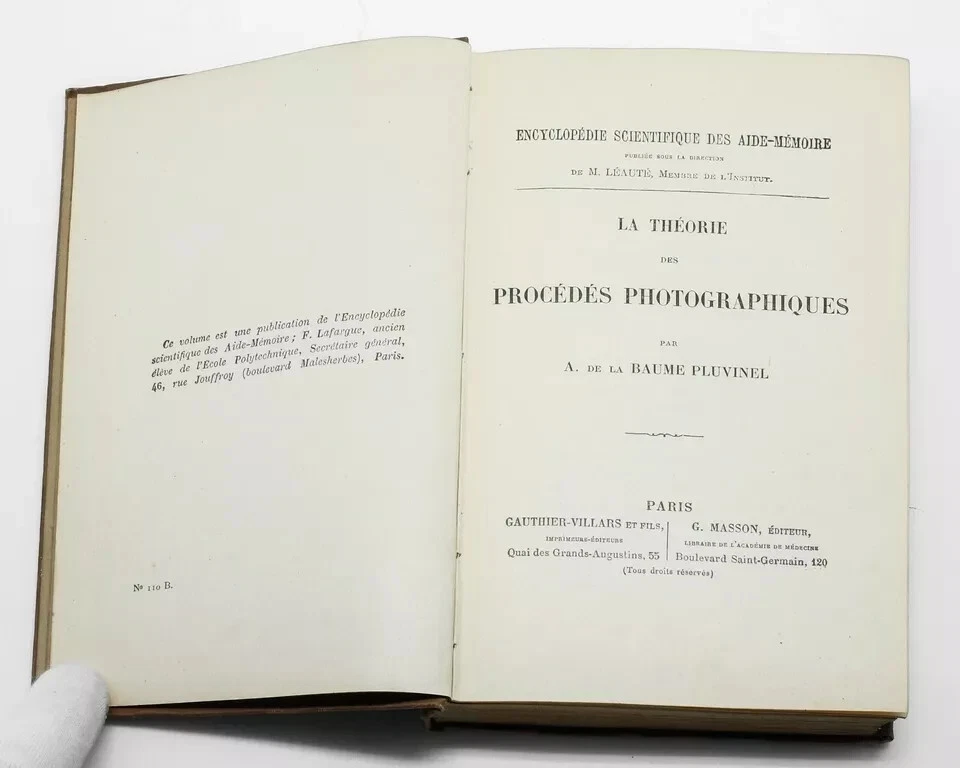 Ce volume est une publication de l'Encyclopédie
scientifique des Aide-Mémoire ; F. Lafargue, ancien
élève de l'École Polytechnique, Secrétaire général,
46, rue Jouffroy (boulevard Malesherbes), Paris.
Nº 110 B.
ENCYCLOPÉDIE SCIENTIFIQUE DES AIDE-MÉMOIRE
PUBLIÉE SOUS LA DIRECTION
DE M. LÉAUTÉ, MEMBRE DE L'INSTITUT.
LA THÉORIE
DES
PROCÉDÉS PHOTOGRAPHIQUES
PAR
A. DE LA BAUME PLUVINEL
PARIS
GAUTHIER-VILLARS ET FILS,
IMPRIMEURS-ÉDITEURS
Quai des Grands-Augustins, 55
G. MASSON, ÉDITEUR,
LIBRAIRE DE L'ACADÉMIE DE MÉDECINE
Boulevard Saint-Germain, 120
(Tous droits réservés)